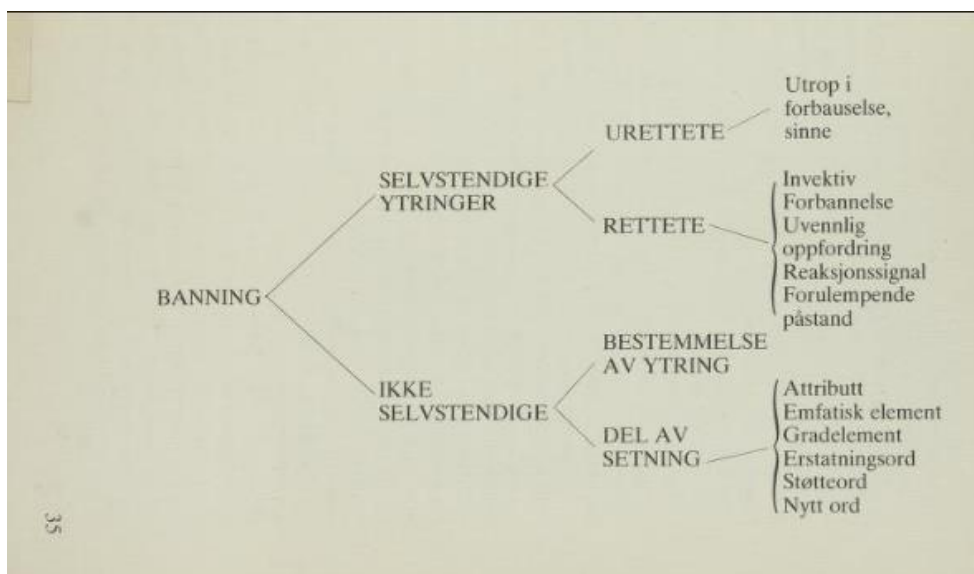 BANNING
SELVSTENDIGE
YTRINGER
URETTETE
Utrop i
forbauselse,
sinne
RETTETE
Invektiv
Forbannelse
Uvennlig
oppfordring
Reaksjonssignal
Forulempende
påstand
IKKE
SELVSTENDIGE
BESTEMMELSE
AV YTRING
DEL AV
SETNING
Attributt
Emfatisk element
Gradelement
Erstatningsord
Støtteord
Nytt ord
35